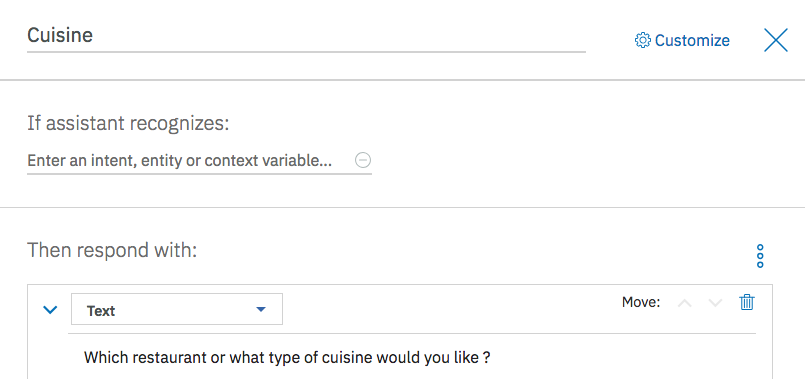 Cuisine
Customize
If assistant recognizes:
Enter an intent, entity or context variable...
Then respond with:
Text
Move:
Which restaurant or what type of cuisine would you like ?